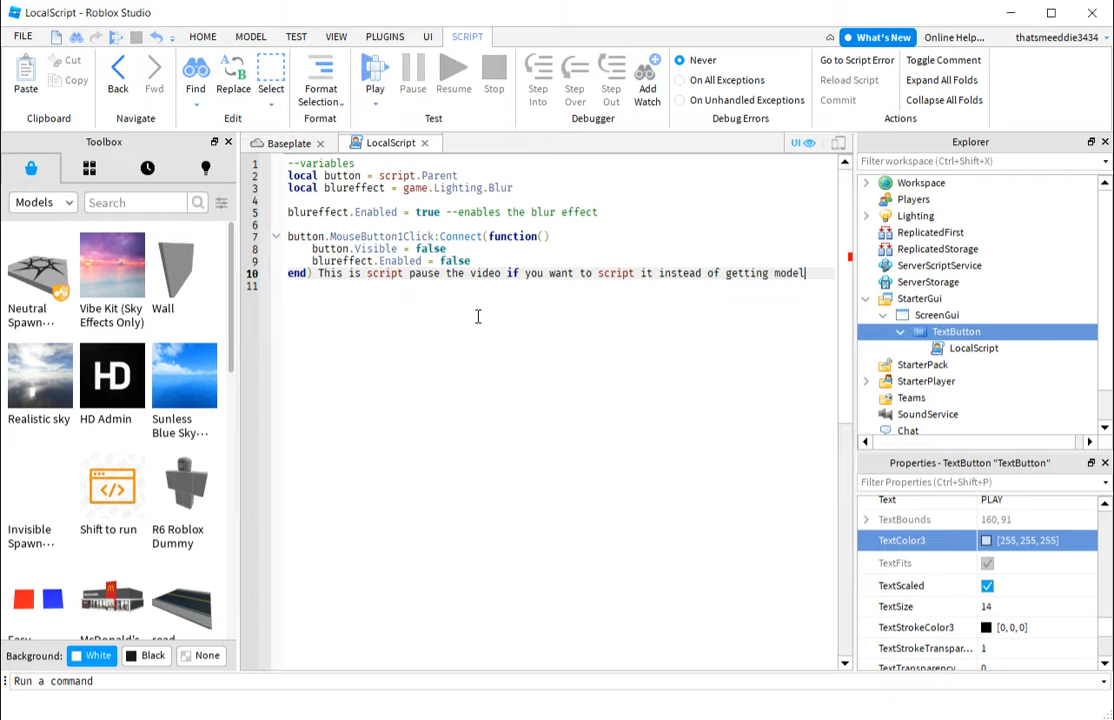 LocalScript - Roblox Studio
FILE HOME MODEL TEST VIEW PLUGINS UI SCRIPT What's New Online Help... thatsmeeddie3434
Paste Cut Copy Back Fwd Find Replace Select Format Selection... Play Pause Resume Stop Step Into Step Over Step Out Add Watch
Never Go to Script Error Toggle Comment
On All Exceptions Reload Script Expand All Folds
On Unhandled Exceptions Commit Collapse All Folds
Clipboard Navigate Edit Format Test Debugger Debug Errors Actions
Toolbox
Models Search
Neutral Spawn...
Vibe Kit (Sky Effects Only)
Wall
Realistic sky
HD
HD Admin
Sunless Blue Sky...
Invisible Spawn...
Shift to run
R6 Roblox Dummy
McDonald's
road
Background: White Black None
Run a command
Baseplate LocalScript UI
1 --variables
2 local button = script.Parent
3 local blureffect = game.Lighting.Blur
4
5 blureffect.Enabled = true --enables the blur effect
6
7 button.MouseButton1Click:Connect(function()
8 button.Visible = false
9 blureffect.Enabled = false
10 end) This is script pause the video if you want to script it instead of getting model
11
Explorer
Filter workspace (Ctrl+Shift+X)
Workspace
Players
Lighting
ReplicatedFirst
ReplicatedStorage
ServerScriptService
ServerStorage
StarterGui
ScreenGui
TextButton
LocalScript
StarterPack
StarterPlayer
Teams
SoundService
Chat
Properties - TextButton "TextButton"
Filter Properties (Ctrl+Shift+P)
Text PLAY
TextBounds 160, 91
TextColor3 [255, 255, 255]
TextFits
TextScaled
TextSize 14
TextStrokeColor3 [0, 0, 0]
TextStrokeTranspar... 1
TextTransparency 0